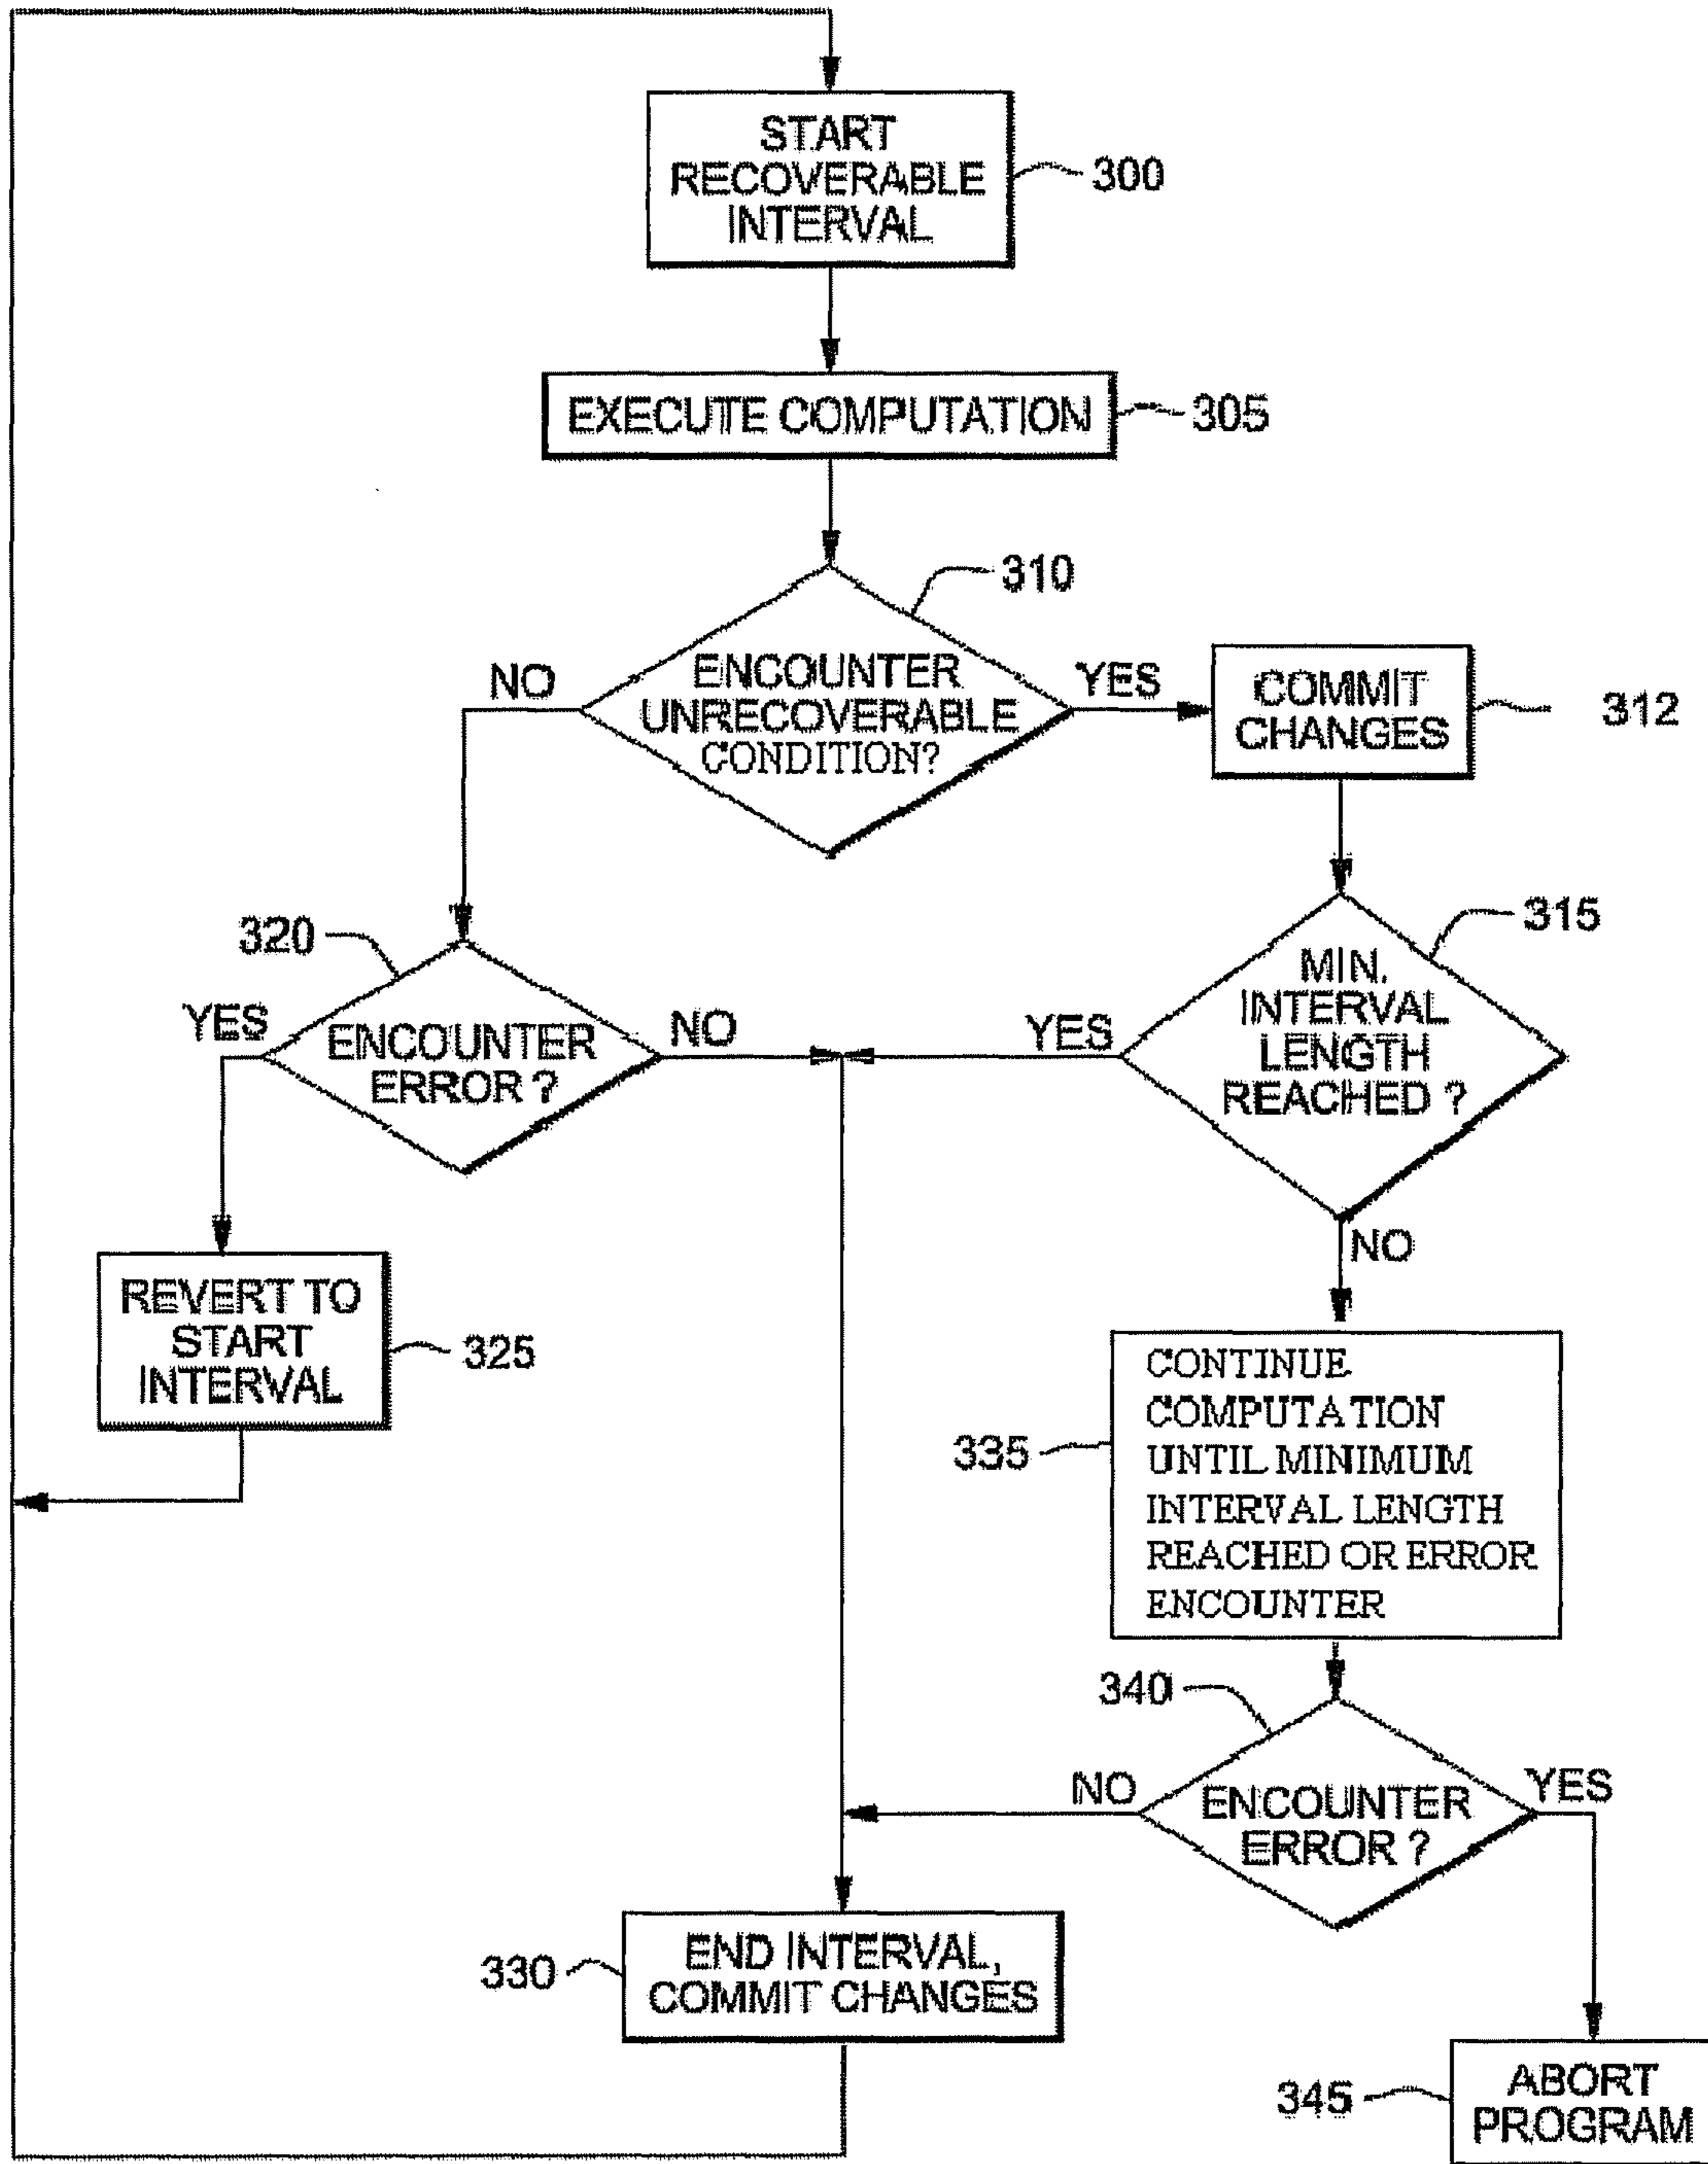 START
RECOVERABLE
INTERVAL
300
EXECUTE COMPUTATION
305
310
ENCOUNTER
UNRECOVERABLE
CONDITION?
NO
YES
COMMIT
CHANGES
312
320
ENCOUNTER
ERROR ?
YES
NO
315
MIN.
INTERVAL
LENGTH
REACHED ?
YES
NO
REVERT TO
START
INTERVAL
325
335
CONTINUE
COMPUTATION
UNTIL MINIMUM
INTERVAL LENGTH
REACHED OR ERROR
ENCOUNTER
340
ENCOUNTER
ERROR ?
NO
YES
330
END INTERVAL,
COMMIT CHANGES
345
ABORT
PROGRAM